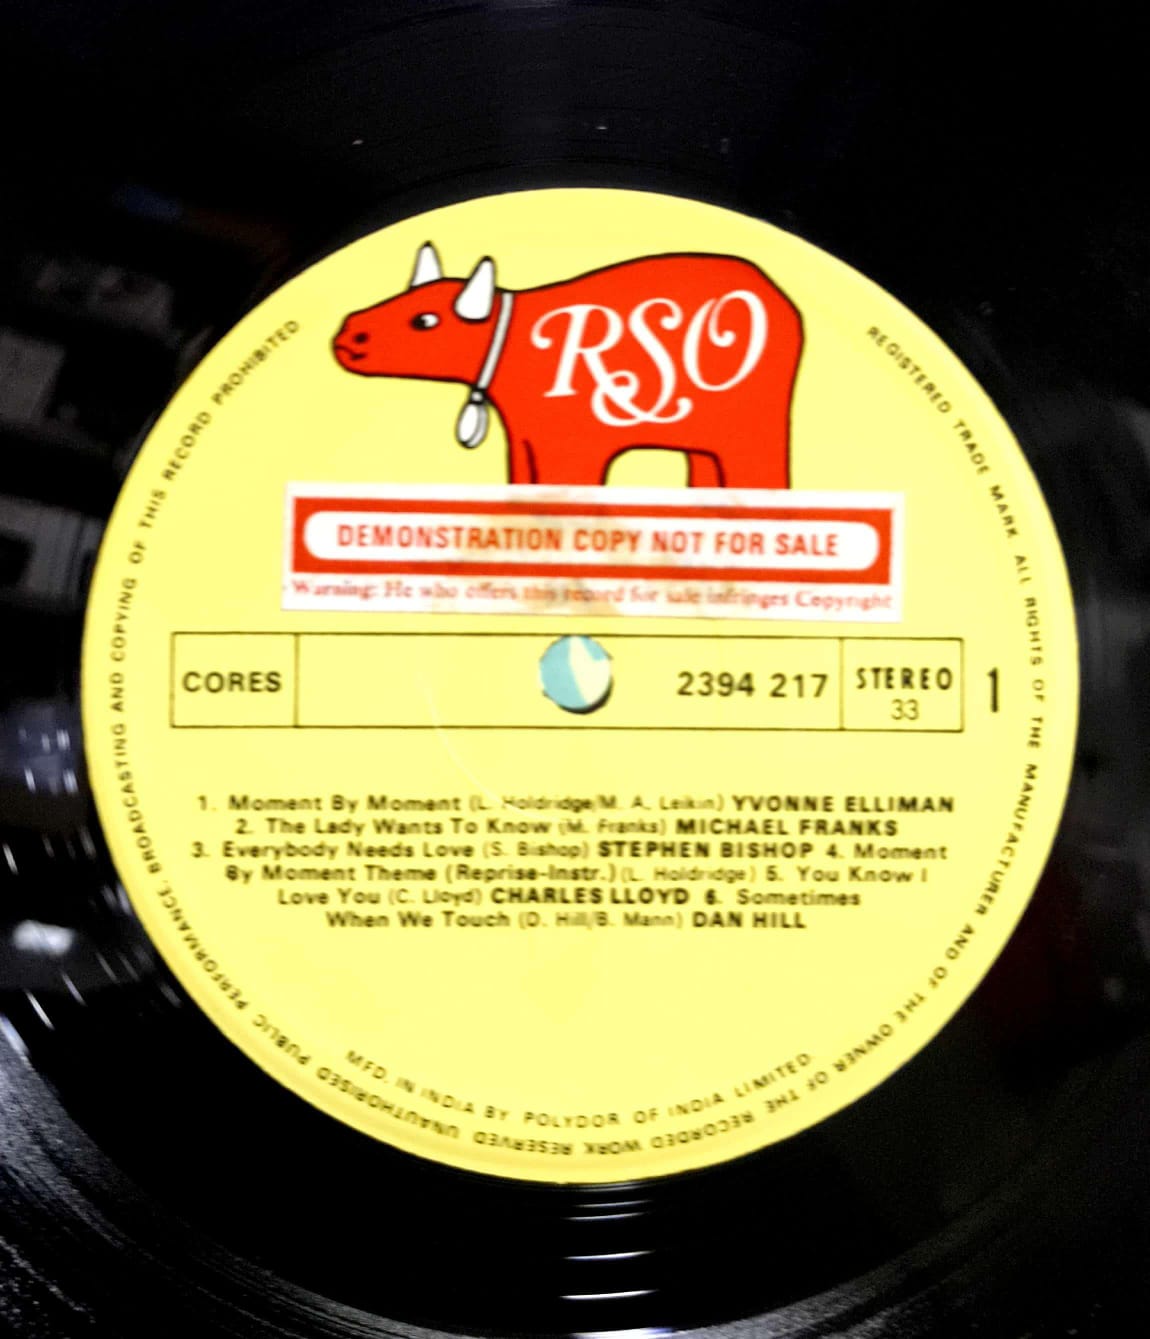 RSO
DEMONSTRATION COPY NOT FOR SALE
Warning: He who offers this record for sale infringes Copyright
CORES
2394 217
STEREO
33
1
1. Moment By Moment (L. Holdridge/M. A. Leikin) YVONNE ELLIMAN
2. The Lady Wants To Know (M. Franks) MICHAEL FRANKS
3. Everybody Needs Love (S. Bishop) STEPHEN BISHOP 4. Moment
By Moment Theme (Reprise-Instr.) (L. Holdridge) 5. You Know I
Love You (C. Lloyd) CHARLES LLOYD 6. Sometimes
When We Touch (D. Hill/B. Mann) DAN HILL
MFD. IN INDIA BY POLYDOR OF INDIA LIMITED.
REGISTERED TRADE MARK ALL RIGHTS OF THE MANUFACTURER AND OF THE OWNER OF THE RECORDED WORK RESERVED UNAUTHORISED PUBLIC PERFORMANCE, BROADCASTING AND COPYING OF THIS RECORD PROHIBITED